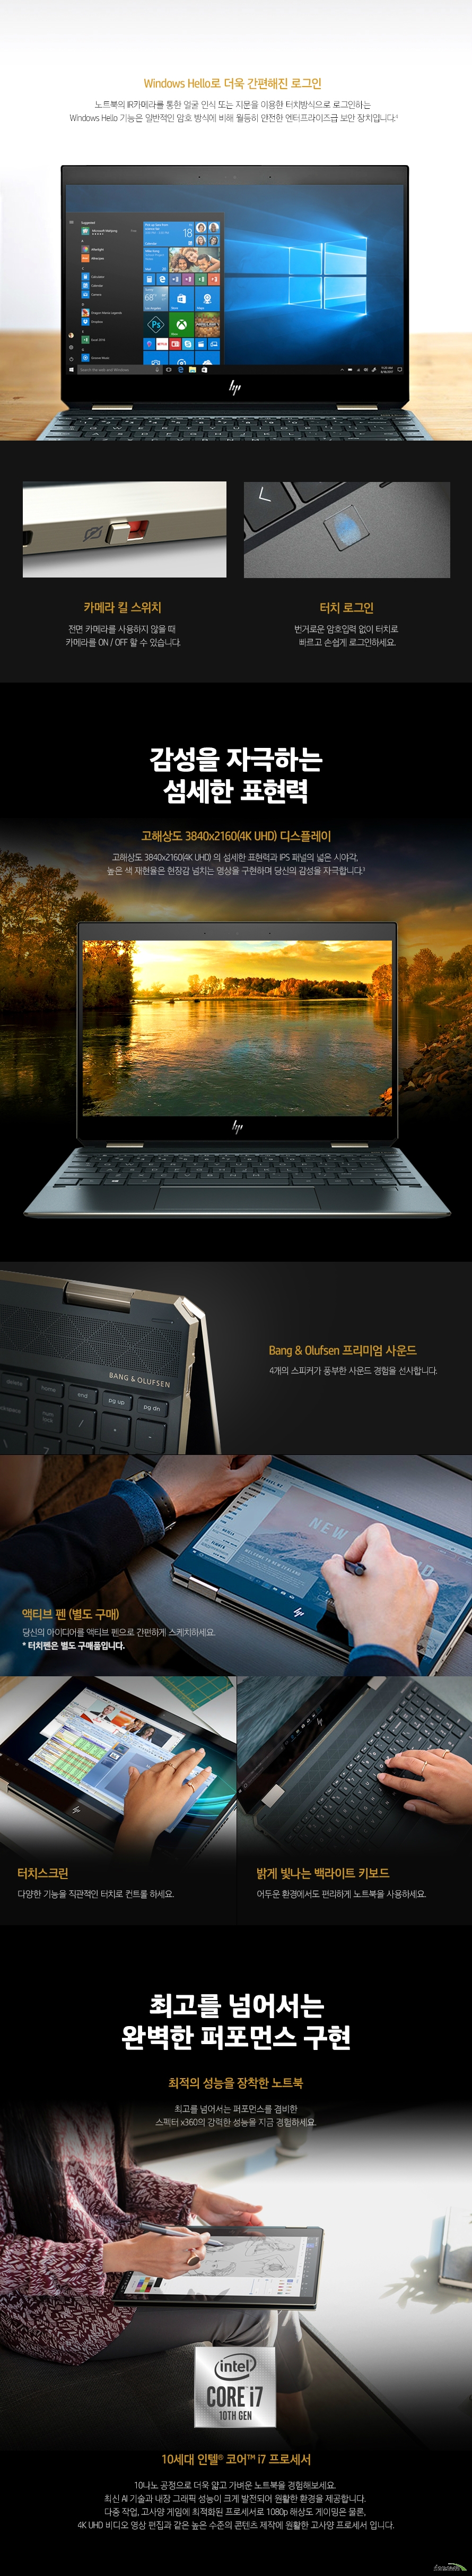 Windows Hello로 더욱 간편해진 로그인
노트북의 IR카메라를 통한 얼굴 인식 또는 지문을 이용한 터치방식으로 로그인하는
Windows Hello 기능은 일반적인 암호 방식에 비해 월등히 안전한 엔터프라이즈급 보안 장치입니다.
hp
카메라 킬 스위치
전면 카메라를 사용하지 않을 때
카메라를 ON / OFF 할 수 있습니다.
터치 로그인
번거로운 암호입력 없이 터치로
빠르고 손쉽게 로그인하세요.
감성을 자극하는
섬세한 표현력
고해상도 3840x2160(4K UHD) 디스플레이
고해상도 3840x2160(4K UHD) 의 섬세한 표현력과 IPS 패널의 넓은 시야각,
높은 색 재현율은 현장감 넘치는 영상을 구현하며 당신의 감성을 자극합니다.
hp
BANG & OLUFSEN
delete
home
end
pg up
pg dn
Bang & Olufsen 프리미엄 사운드
4개의 스피커가 풍부한 사운드 경험을 선사합니다.
NEW
액티브 펜 (별도 구매)
당신의 아이디어를 액티브 펜으로 간편하게 스케치하세요.
* 터치펜은 별도 구매품입니다.
터치스크린
다양한 기능을 직관적인 터치로 컨트롤 하세요.
밝게 빛나는 백라이트 키보드
어두운 환경에서도 편리하게 노트북을 사용하세요.
최고를 넘어서는
완벽한 퍼포먼스 구현
최적의 성능을 장착한 노트북
최고를 넘어서는 퍼포먼스를 겸비한
스펙터 x360의 강력한 성능을 지금 경험하세요.
intel
CORE i7
10TH GEN
10세대 인텔® 코어™ i7 프로세서
10나노 공정으로 더욱 얇고 가벼운 노트북을 경험해보세요.
최신 AI 기술과 내장 그래픽 성능이 크게 발전되어 원활한 환경을 제공합니다.
다중 작업, 고사양 게임에 최적화된 프로세서로 1080p 해상도 게이밍은 물론,
4K UHD 비디오 영상 편집과 같은 높은 수준의 콘텐츠 제작에 원활한 고사양 프로세서 입니다.